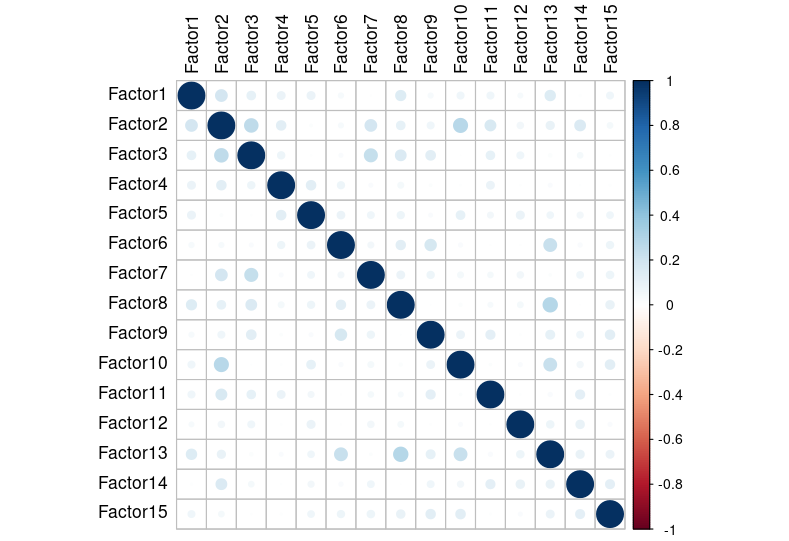 Factor1
Factor2
Factor3
Factor4
Factor5
Factor6
Factor7
Factor8
Factor9
Factor10
Factor11
Factor12
Factor13
Factor14
Factor15
Factor1
Factor2
Factor3
Factor4
Factor5
Factor6
Factor7
Factor8
Factor9
Factor10
Factor11
Factor12
Factor13
Factor14
Factor15
1
0.8
0.6
0.4
0.2
0
-0.2
-0.4
-0.6
-0.8
-1